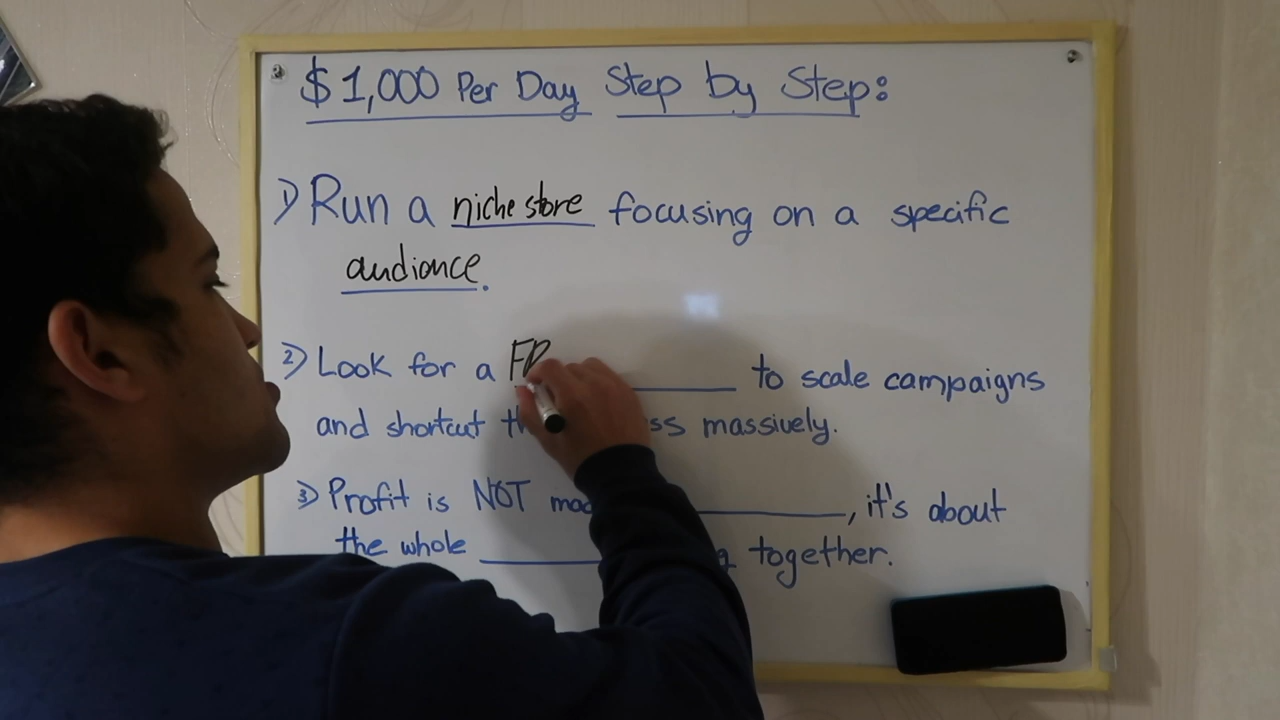 $1,000 Per Day Step by Step:
1) Run a niche store focusing on a specific
audiance.
2) Look for a to scale campaigns
and shortcut massively.
3) Profit is NOT , it's about
the whole together.